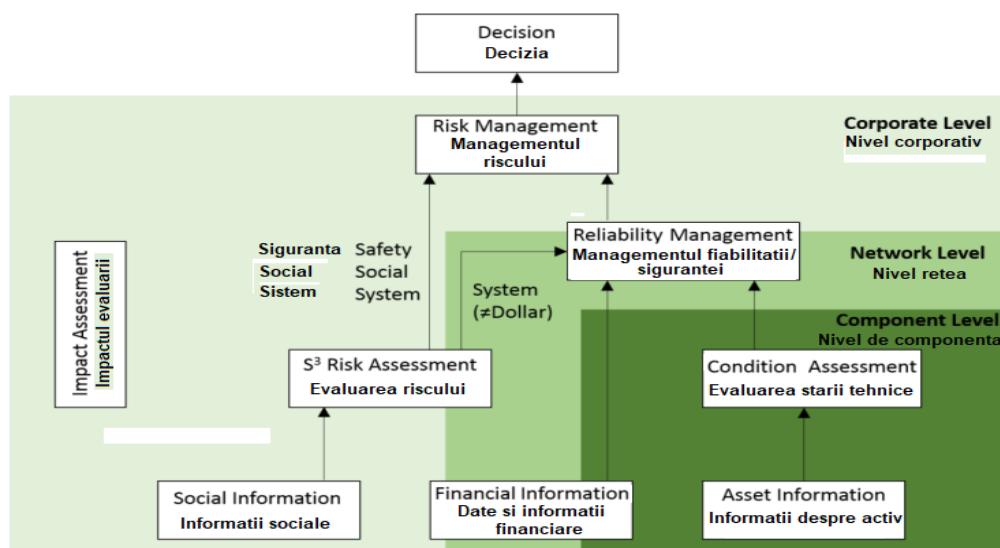 Decision
Decizia
Risk Management
Managementul
riscului
Corporate Level
Nivel corporativ
Impact Assessment
Impactul evaluarii
Siguranta Safety
Social Social
Sistem System
Reliability Management
Managementul fiabilitatii/
sigurantei
Network Level
Nivel retea
System
(≠Dollar)
Component Level
Nivel de componenta
S³ Risk Assessment
Evaluarea riscului
Condition Assessment
Evaluarea starii tehnice
Social Information
Informatii sociale
Financial Information
Date si informatii
financiare
Asset Information
Informatii despre activ